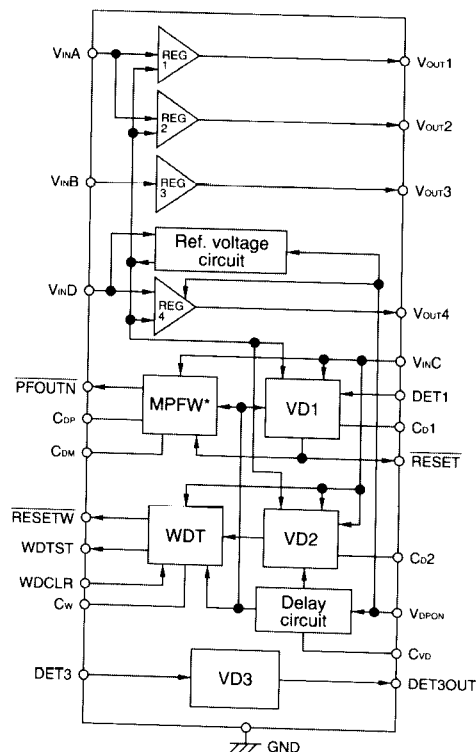 VINA
REG 1
VOUT1
REG 2
VOUT2
VINB
REG 3
VOUT3
Ref. voltage
circuit
VIND
REG 4
VOUT4
VINC
PFOUTN
MPFW*
VD1
DET1
CDP
CD1
CDM
RESET
RESETW
WDT
VD2
WDTST
CD2
WDCLR
Delay
circuit
VDPON
CW
CVD
DET3
VD3
DET3OUT
GND